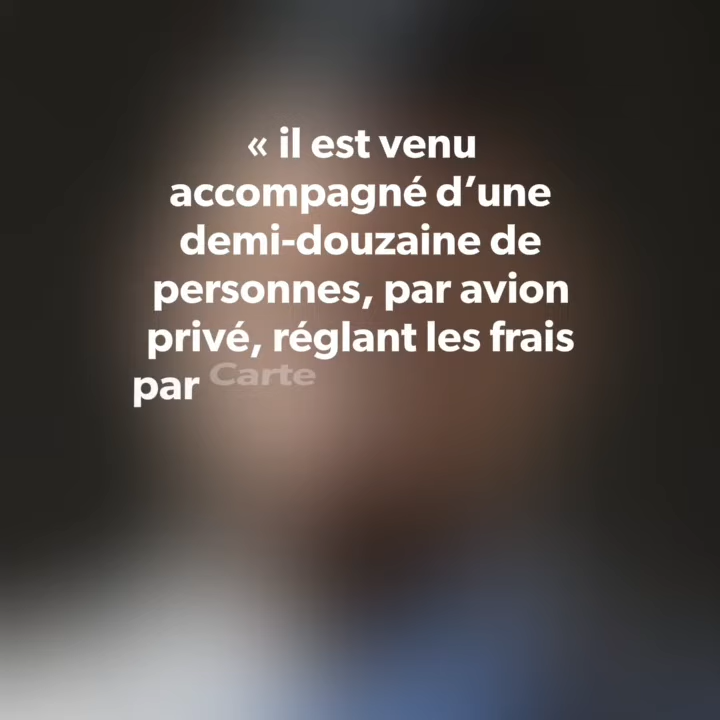 « il est venu
accompagné d’une
demi-douzaine de
personnes, par avion
privé, réglant les frais
par Carte